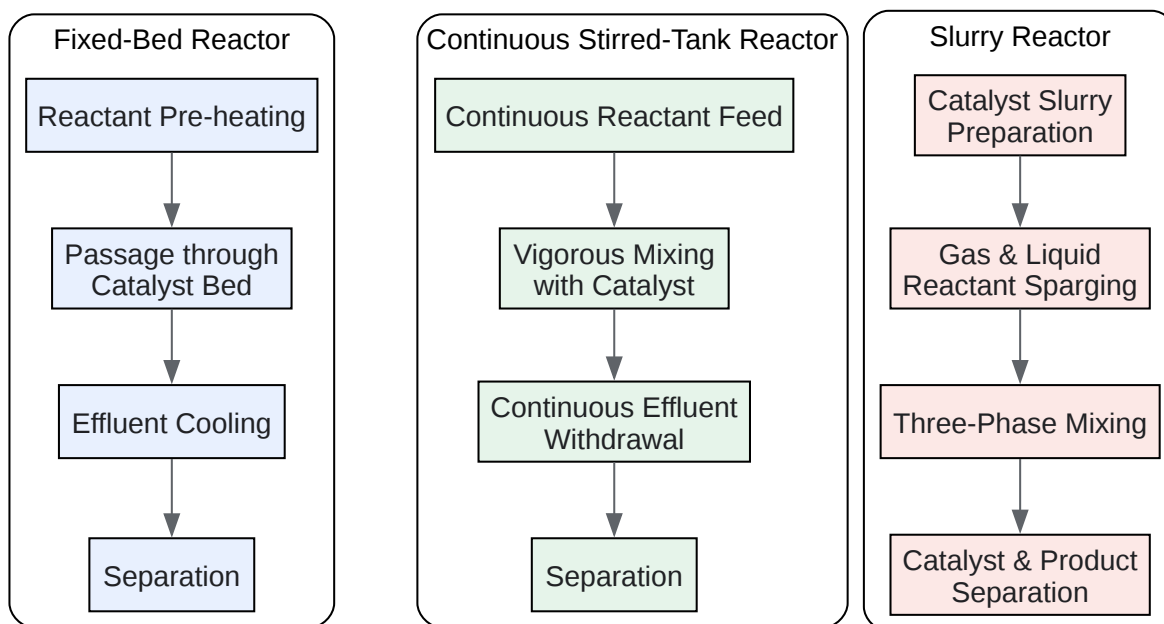 Fixed-Bed Reactor
Reactant Pre-heating
Passage through
Catalyst Bed
Effluent Cooling
Separation
Continuous Stirred-Tank Reactor
Continuous Reactant Feed
Vigorous Mixing
with Catalyst
Continuous Effluent
Withdrawal
Separation
Slurry Reactor
Catalyst Slurry
Preparation
Gas & Liquid
Reactant Sparging
Three-Phase Mixing
Catalyst & Product
Separation